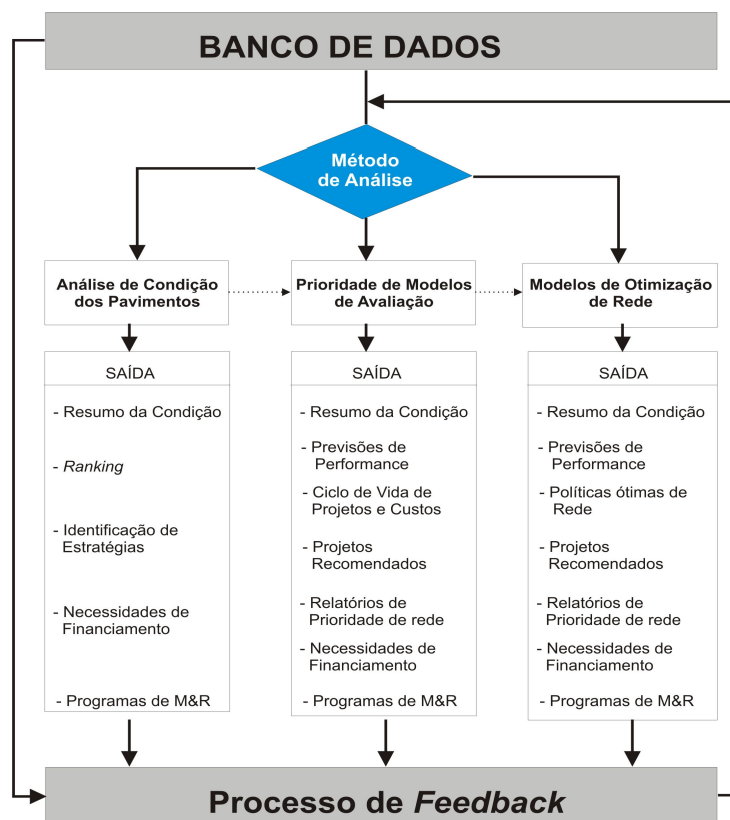 BANCO DE DADOS
Método
de Análise
Análise de Condição
dos Pavimentos
Prioridade de Modelos
de Avaliação
Modelos de Otimização
de Rede
SAÍDA
- Resumo da Condição
- Ranking
- Identificação de
Estratégias
- Necessidades de
Financiamento
- Programas de M&R
SAÍDA
- Resumo da Condição
- Previsões de
Performance
- Ciclo de Vida de
Projetos e Custos
- Projetos
Recomendados
- Relatórios de
Prioridade de rede
- Necessidades de
Financiamento
- Programas de M&R
SAÍDA
- Resumo da Condição
- Previsões de
Performance
- Políticas ótimas de
Rede
- Projetos
Recomendados
- Relatórios de
Prioridade de rede
- Necessidades de
Financiamento
- Programas de M&R
Processo de Feedback